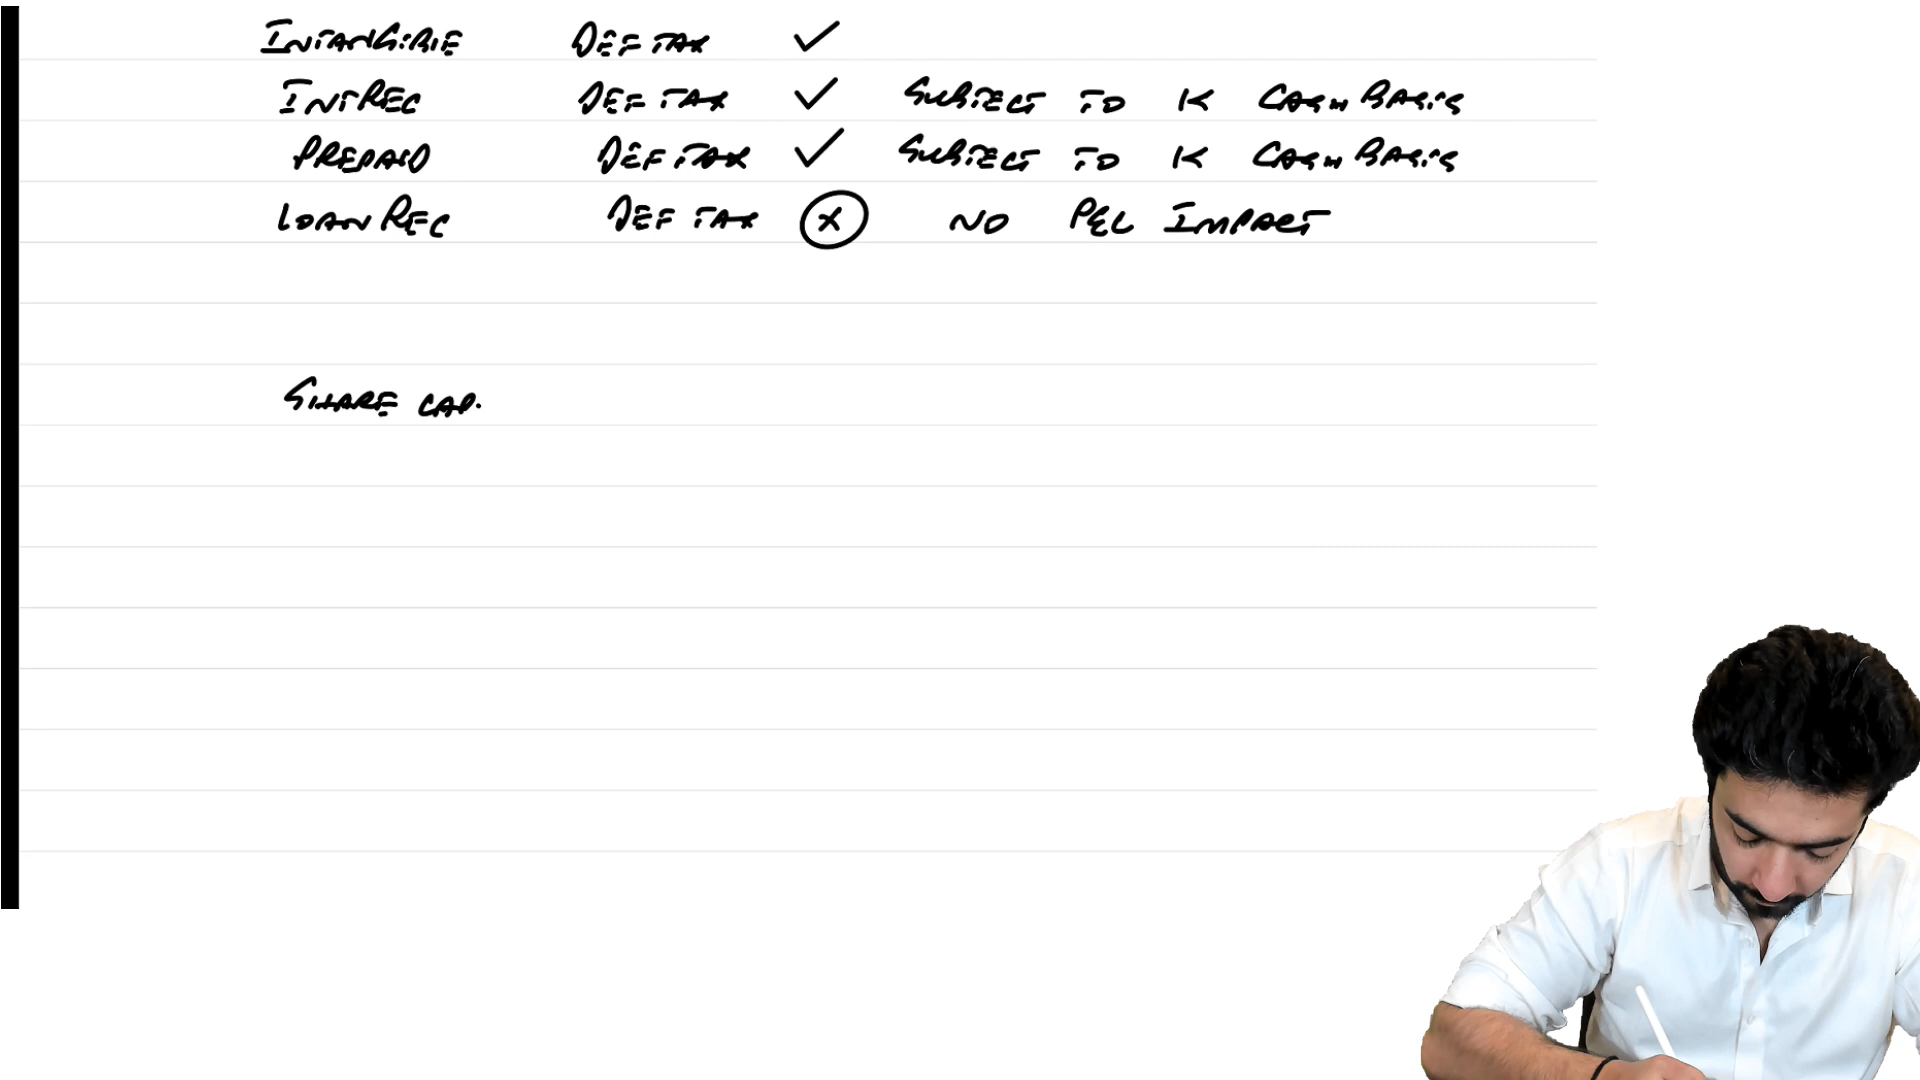 INTANGIBLE DEF TAX ✓
INT REC DEF TAX ✓ SUBJECT TO K CASH BASIS
PREPAID DEF TAX ✓ SUBJECT TO K CASH BASIS
LOAN REC DEF TAX ⓧ NO P&L IMPACT
SHARE CAP.